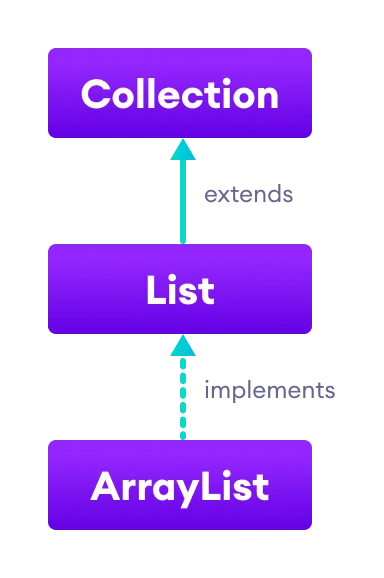 Collection
extends
List
implements
ArrayList